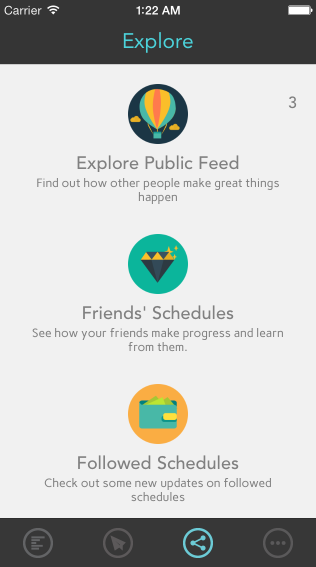 Carrier 1:22 AM
Explore
3
Explore Public Feed
Find out how other people make great things
happen
Friends' Schedules
See how your friends make progress and learn
from them.
Followed Schedules
Check out some new updates on followed
schedules